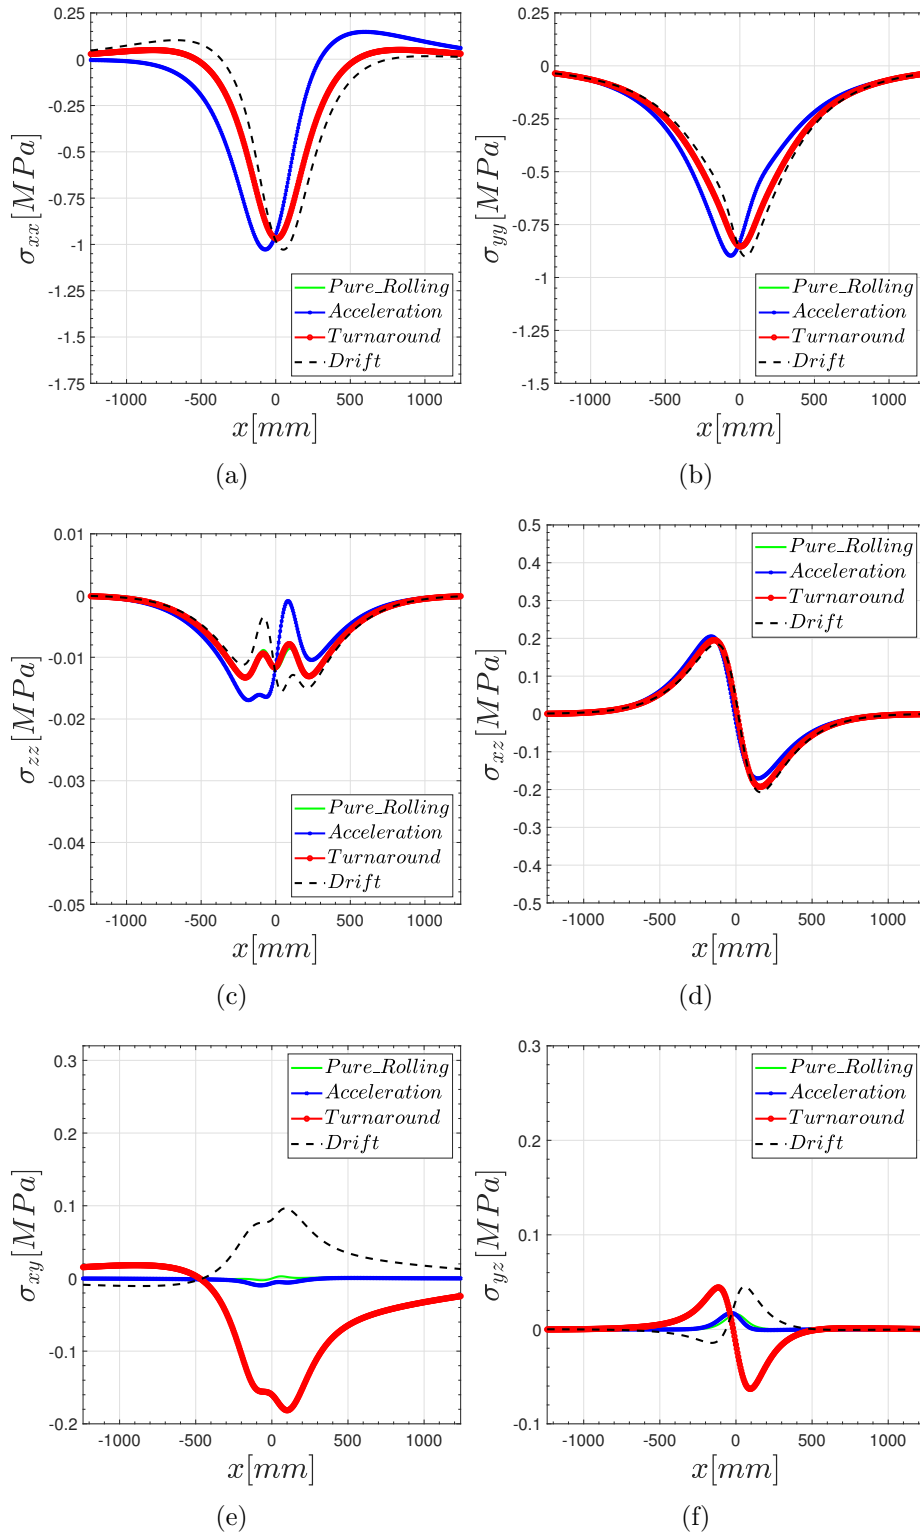 0.25
0
-0.25
-0.5
-0.75
-1
-1.25
-1.5
-1.75
σxx[MPa]
-1000 -500 0 500 1000
x[mm]
Pure_Rolling
Acceleration
Turnaround
Drift
(a)
0.25
0
-0.25
-0.5
-0.75
-1
-1.25
-1.5
σyy[MPa]
-1000 -500 0 500 1000
x[mm]
Pure_Rolling
Acceleration
Turnaround
Drift
(b)
0.01
0
-0.01
-0.02
-0.03
-0.04
-0.05
σzz[MPa]
-1000 -500 0 500 1000
x[mm]
Pure_Rolling
Acceleration
Turnaround
Drift
(c)
0.5
0.4
0.3
0.2
0.1
0
-0.1
-0.2
-0.3
-0.4
-0.5
σxz[MPa]
-1000 -500 0 500 1000
x[mm]
Pure_Rolling
Acceleration
Turnaround
Drift
(d)
0.3
0.2
0.1
0
-0.1
-0.2
σxy[MPa]
-1000 -500 0 500 1000
x[mm]
Pure_Rolling
Acceleration
Turnaround
Drift
(e)
0.3
0.2
0.1
0
-0.1
σyz[MPa]
-1000 -500 0 500 1000
x[mm]
Pure_Rolling
Acceleration
Turnaround
Drift
(f)